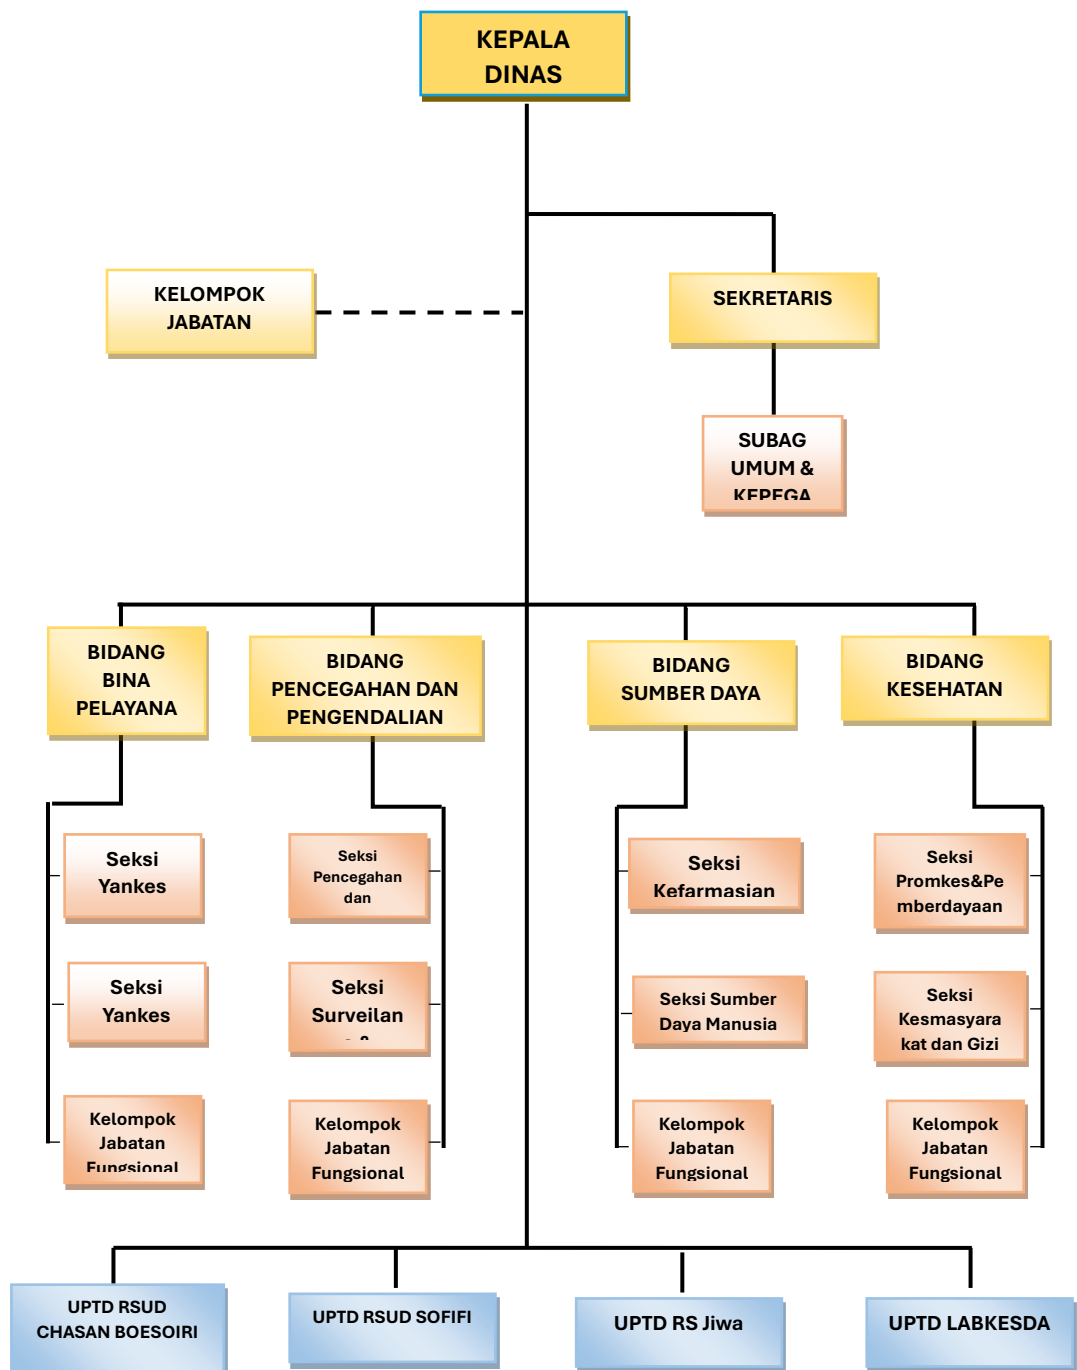 KEPALA
DINAS
KELOMPOK
JABATAN
SEKRETARIS
SUBAG
UMUM &
KEPEGA
BIDANG
BINA
PELAYANA
BIDANG
PENCEGAHAN DAN
PENGENDALIAN
BIDANG
SUMBER DAYA
BIDANG
KESEHATAN
Seksi
Yankes
Seksi
Pencegahan
dan
Seksi
Kefarmasian
Seksi
Promkes&Pe
mberdayaan
Seksi
Yankes
Seksi
Surveilan
&
Seksi Sumber
Daya Manusia
Seksi
Kesmasyara
kat dan Gizi
Kelompok
Jabatan
Fungsional
Kelompok
Jabatan
Fungsional
Kelompok
Jabatan
Fungsional
Kelompok
Jabatan
Fungsional
UPTD RSUD
CHASAN BOESOIRI
UPTD RSUD SOFIFI
UPTD RS Jiwa
UPTD LABKESDA